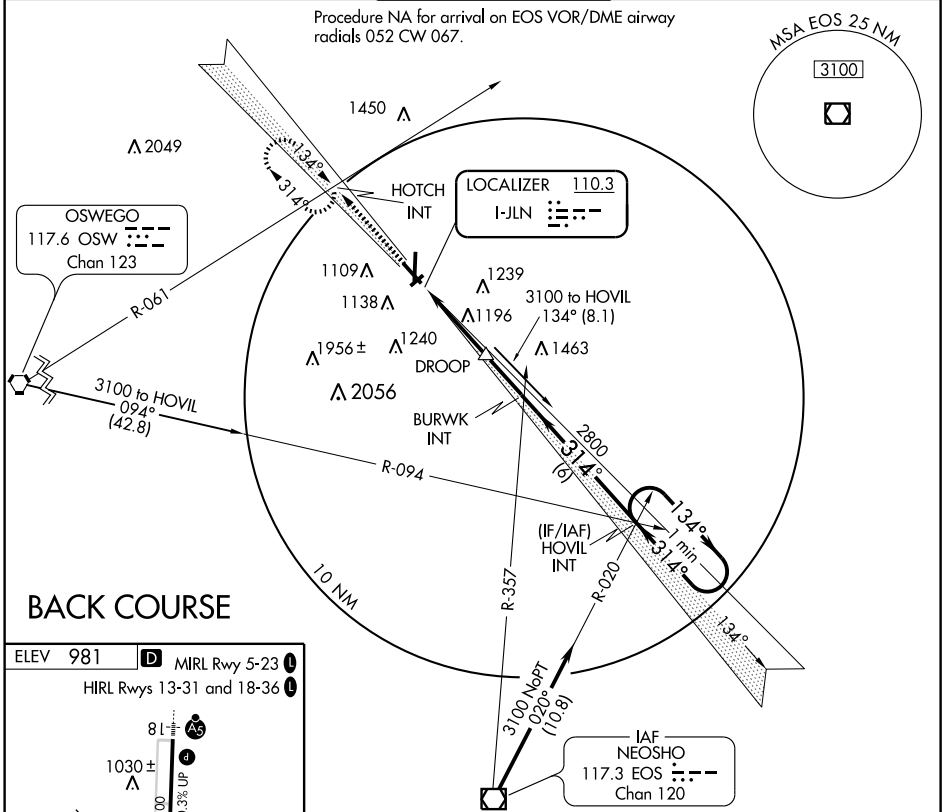 Procedure NA for arrival on EOS VOR/DME airway
radials 052 CW 067.
MSA EOS 25 NM
3100
1450
2049
134°
314°
HOTCH
INT
LOCALIZER 110.3
I-JLN
OSWEGO
117.6 OSW
Chan 123
R-061
1109
1138
1239
1196
3100 to HOVIL
134° (8.1)
1956 ±
1240
1463
DROOP
2056
BURWK
INT
3100 to HOVIL
094°
(42.8)
R-094
2800
314°
(6)
(IF/IAF)
HOVIL
INT
134°
1 min
314°
R-357
R-020
134°
10 NM
BACK COURSE
3100 NoPT
020°
(10.8)
IAF
NEOSHO
117.3 EOS
Chan 120
ELEV 981 D MIRL Rwy 5-23 L
HIRL Rwys 13-31 and 18-36 L
18
A5
P
1030 ±
.3% UP